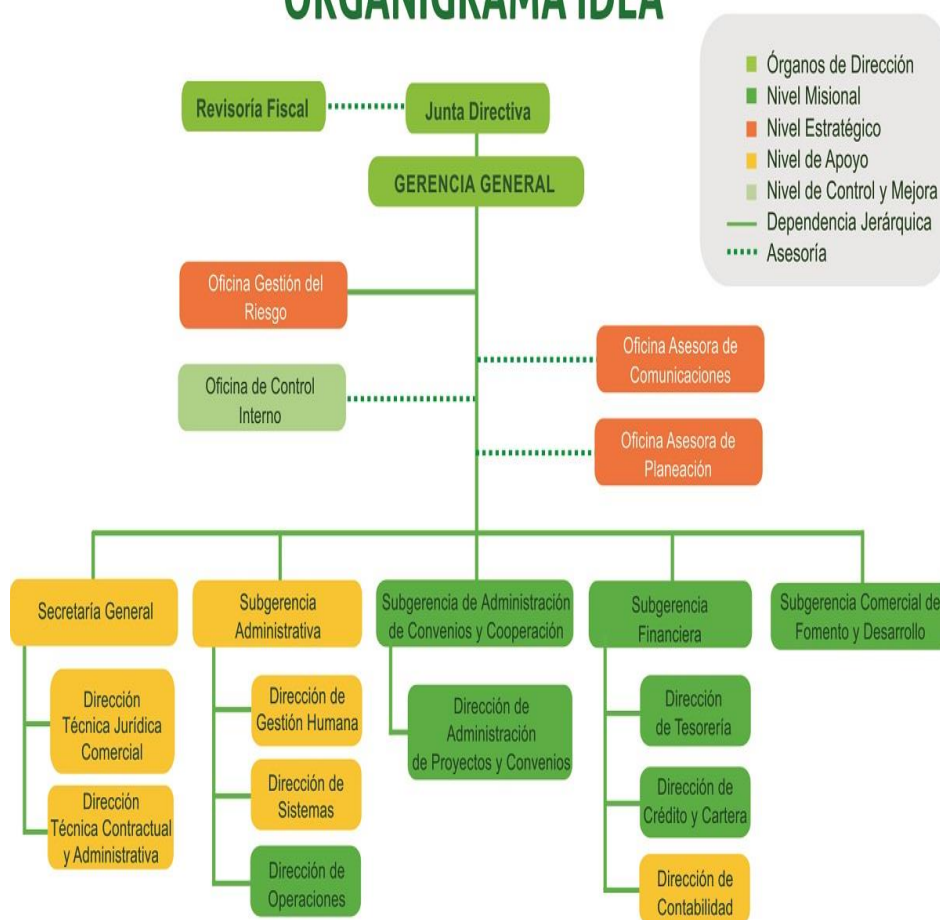 ORGANIGRAMA IDEA
Órganos de Dirección
Nivel Misional
Nivel Estratégico
Nivel de Apoyo
Nivel de Control y Mejora
Dependencia Jerárquica
Asesoría
Revisoría Fiscal
Junta Directiva
GERENCIA GENERAL
Oficina Gestión del
Riesgo
Oficina Asesora de
Comunicaciones
Oficina de Control
Interno
Oficina Asesora de
Planeación
Secretaría General
Dirección
Técnica Jurídica
Comercial
Dirección
Técnica Contractual
y Administrativa
Subgerencia
Administrativa
Dirección de
Gestión Humana
Dirección de
Sistemas
Dirección de
Operaciones
Subgerencia de Administración
de Convenios y Cooperación
Dirección de
Administración
de Proyectos y Convenios
Subgerencia
Financiera
Dirección
de Tesorería
Dirección de
Crédito y Cartera
Dirección de
Contabilidad
Subgerencia Comercial de
Fomento y Desarrollo